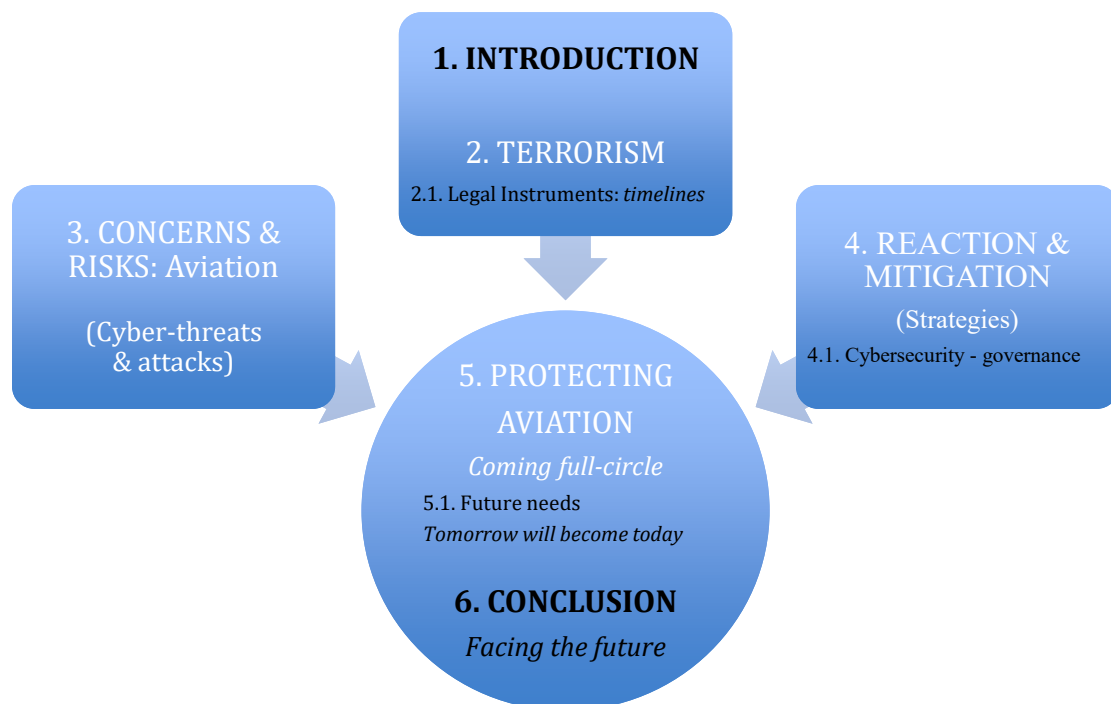 1. INTRODUCTION
2. TERRORISM
2.1. Legal Instruments: timelines
3. CONCERNS &
RISKS: Aviation
(Cyber-threats
& attacks)
4. REACTION &
MITIGATION
(Strategies)
4.1. Cybersecurity - governance
5. PROTECTING
AVIATION
Coming full-circle
5.1. Future needs
Tomorrow will become today
6. CONCLUSION
Facing the future